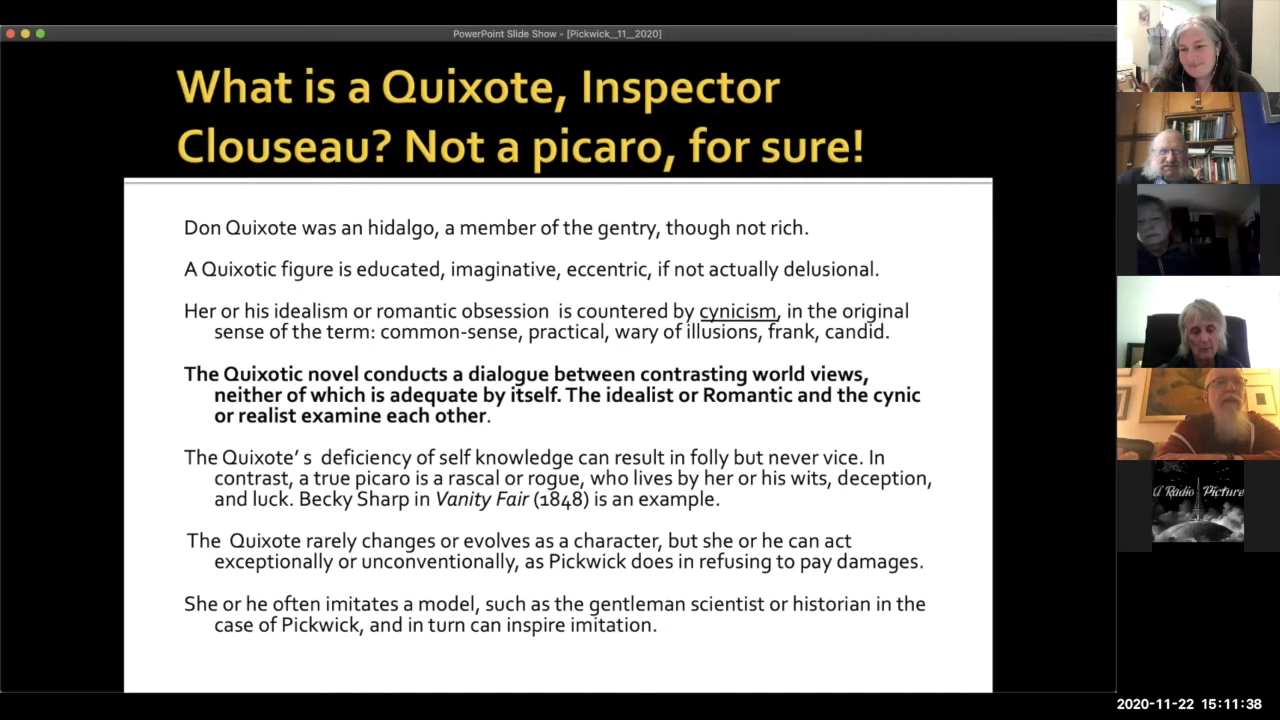 PowerPoint Slide Show - [Pickwick_11_2020]
What is a Quixote, Inspector
Clouseau? Not a picaro, for sure!
Don Quixote was an hidalgo, a member of the gentry, though not rich.
A Quixotic figure is educated, imaginative, eccentric, if not actually delusional.
Her or his idealism or romantic obsession  is countered by cynicism, in the original
sense of the term: common-sense, practical, wary of illusions, frank, candid.
The Quixotic novel conducts a dialogue between contrasting world views,
neither of which is adequate by itself. The idealist or Romantic and the cynic
or realist examine each other.
The Quixote’ s  deficiency of self knowledge can result in folly but never vice. In
contrast, a true picaro is a rascal or rogue, who lives by her or his wits, deception,
and luck. Becky Sharp in Vanity Fair (1848) is an example.
The  Quixote rarely changes or evolves as a character, but she or he can act
exceptionally or unconventionally, as Pickwick does in refusing to pay damages.
She or he often imitates a model, such as the gentleman scientist or historian in the
case of Pickwick, and in turn can inspire imitation.
A Radio Picture
2020-11-22 15:11:38